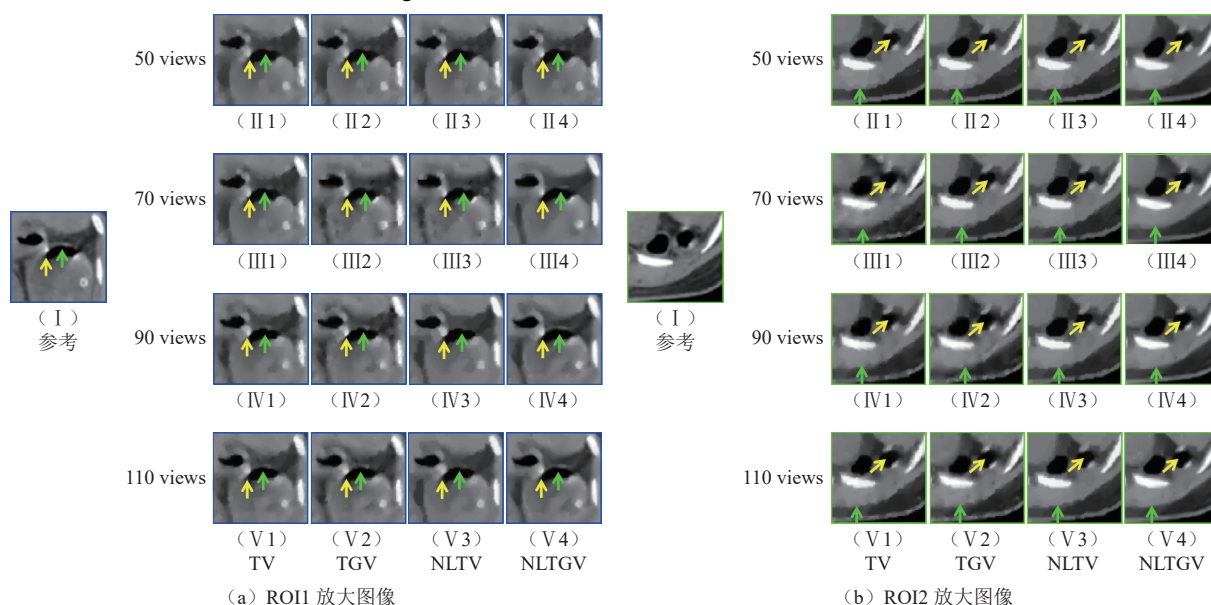 50 views
（Ⅱ1） （Ⅱ2） （Ⅱ3） （Ⅱ4）
70 views
（Ⅲ1） （Ⅲ2） （Ⅲ3） （Ⅲ4）
（Ⅰ）
参考
90 views
（Ⅳ1） （Ⅳ2） （Ⅳ3） （Ⅳ4）
110 views
（Ⅴ1） （Ⅴ2） （Ⅴ3） （Ⅴ4）
TV TGV NLTV NLTGV
（a）ROI1 放大图像
50 views
（Ⅱ1） （Ⅱ2） （Ⅱ3） （Ⅱ4）
70 views
（Ⅲ1） （Ⅲ2） （Ⅲ3） （Ⅲ4）
（Ⅰ）
参考
90 views
（Ⅳ1） （Ⅳ2） （Ⅳ3） （Ⅳ4）
110 views
（Ⅴ1） （Ⅴ2） （Ⅴ3） （Ⅴ4）
TV TGV NLTV NLTGV
（b）ROI2 放大图像